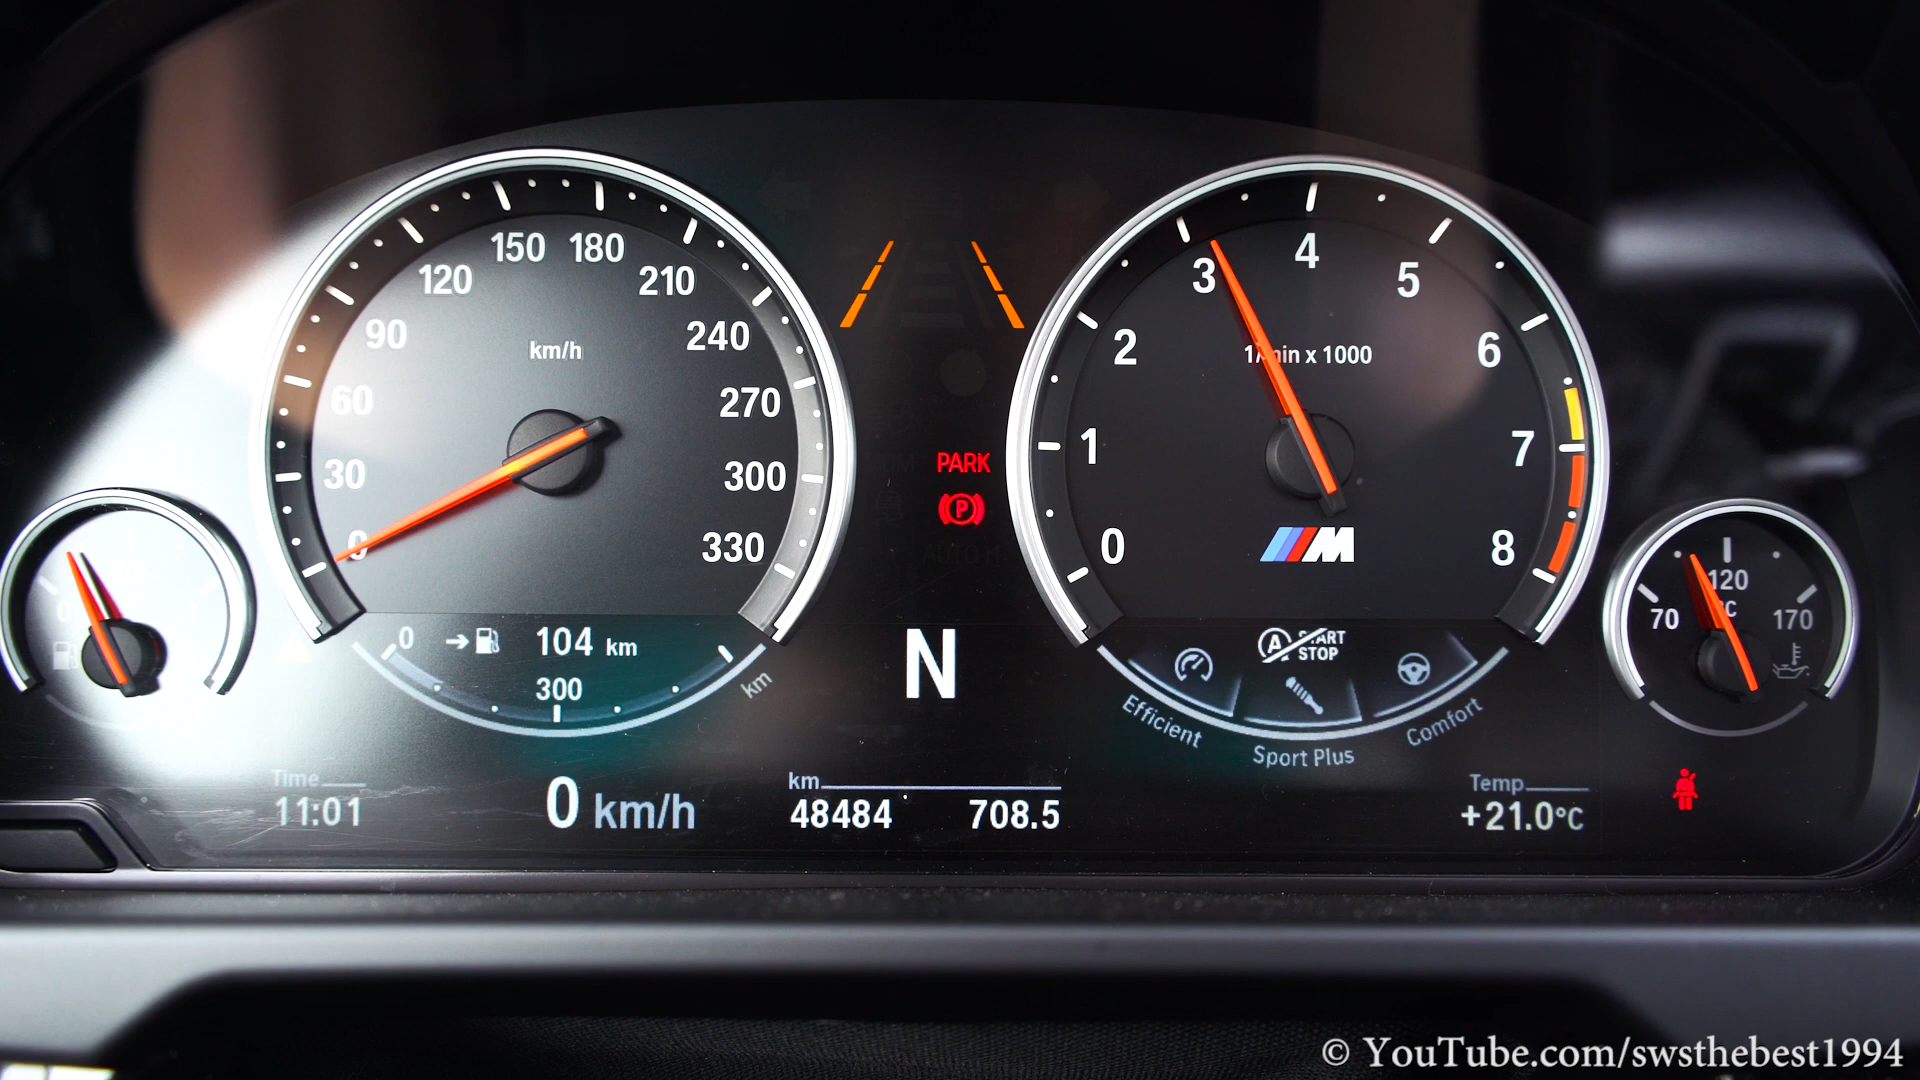 150 180
120 210
90 240
km/h
60 270
30 300
0 330
4
3 5
2 6
1/min x 1000
1 7
0 8
M
PARK
P
N
0 104 km
300
km
A START
STOP
Efficient
Sport Plus
Comfort
120
°C
70 170
0
1
Time
11:01
0 km/h
km
48484 708.5
Temp
+21.0°C
© YouTube.com/swsthebest1994